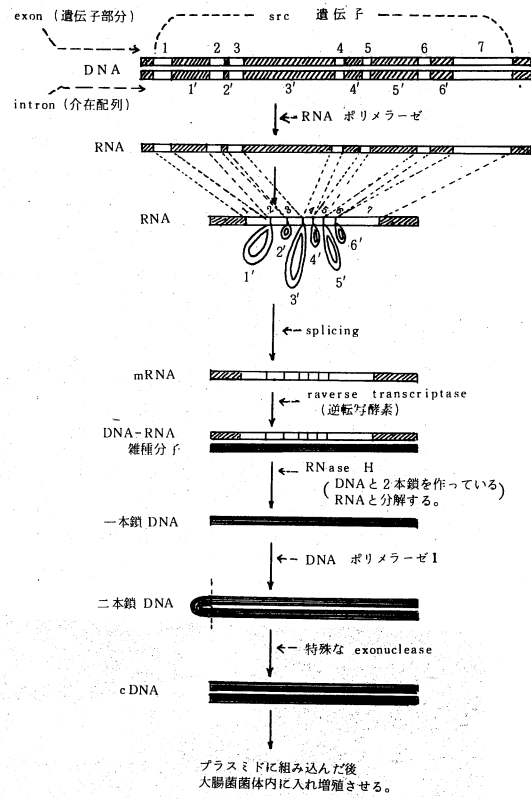 exon (遺伝子部分)
src 遺伝子
1 2 3 4 5 6 7
DNA
1' 2' 3' 4' 5' 6'
intron (介在配列)
RNA ポリメラーゼ
RNA
2 3 4 5 6 7
RNA
1' 2' 3' 4' 5' 6'
splicing
mRNA
raverse transcriptase
(逆転写酵素)
DNA-RNA
雑種分子
RNase H
(DNAと2本鎖を作っている
RNAと分解する。)
一本鎖 DNA
DNA ポリメラーゼ1
二本鎖 DNA
特殊な exonuclease
cDNA
プラスミドに組み込んだ後
大腸菌菌体内に入れ増殖させる。